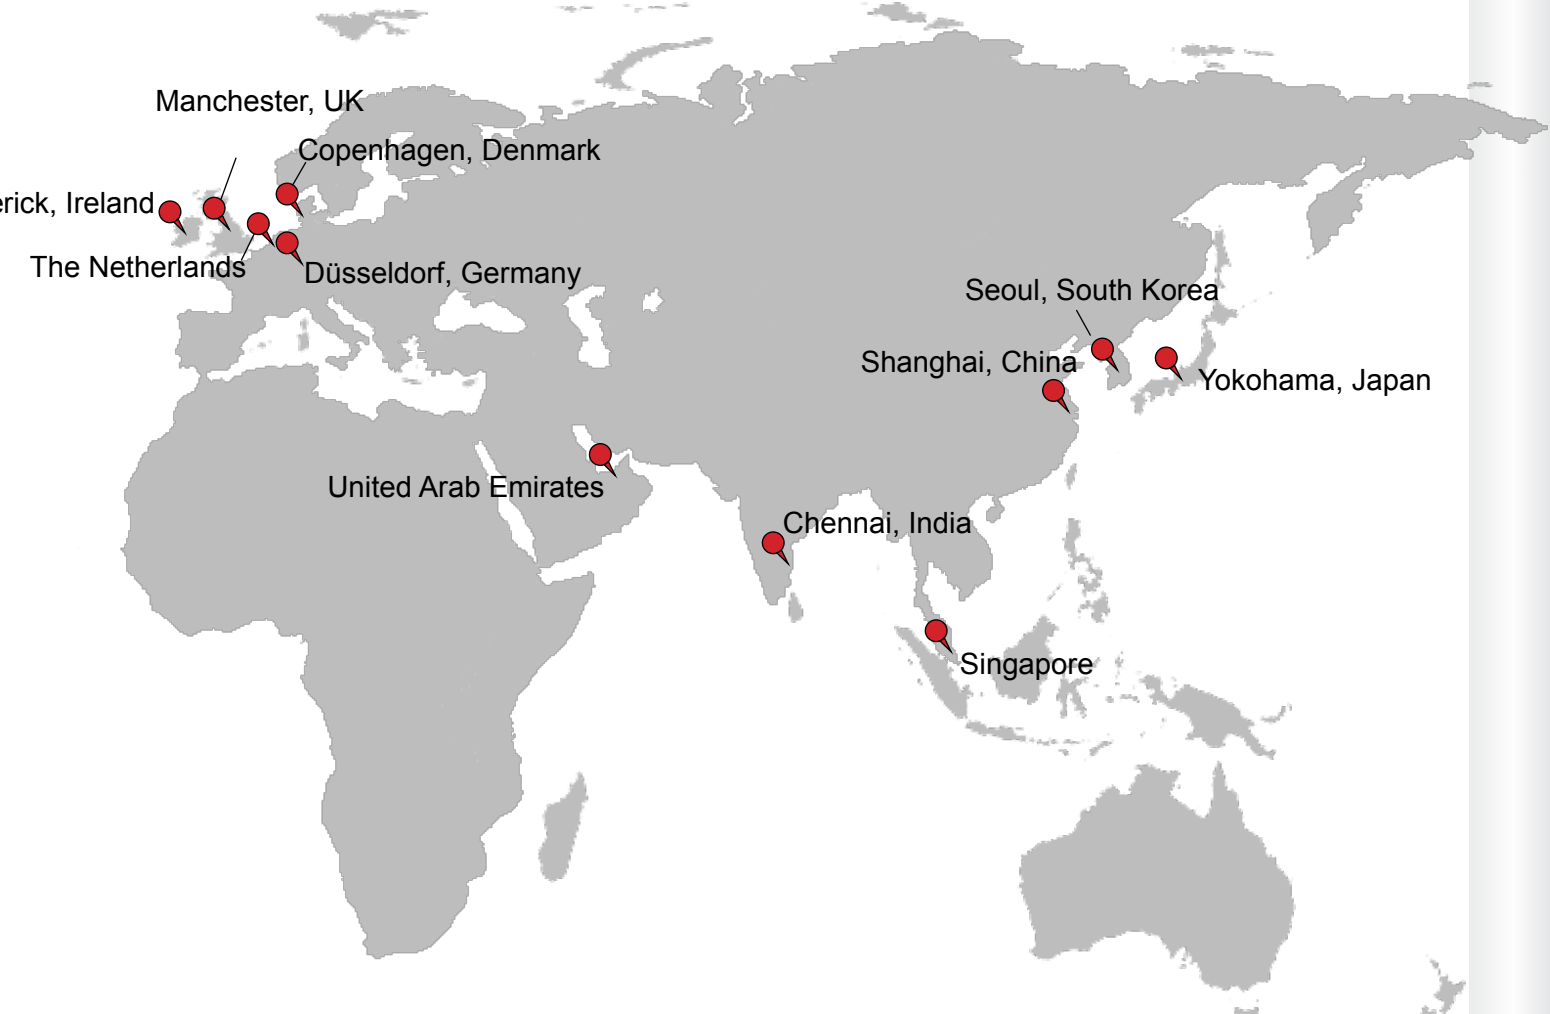 Manchester, UK
Copenhagen, Denmark
erick, Ireland
The Netherlands
Düsseldorf, Germany
Seoul, South Korea
Shanghai, China
Yokohama, Japan
United Arab Emirates
Chennai, India
Singapore